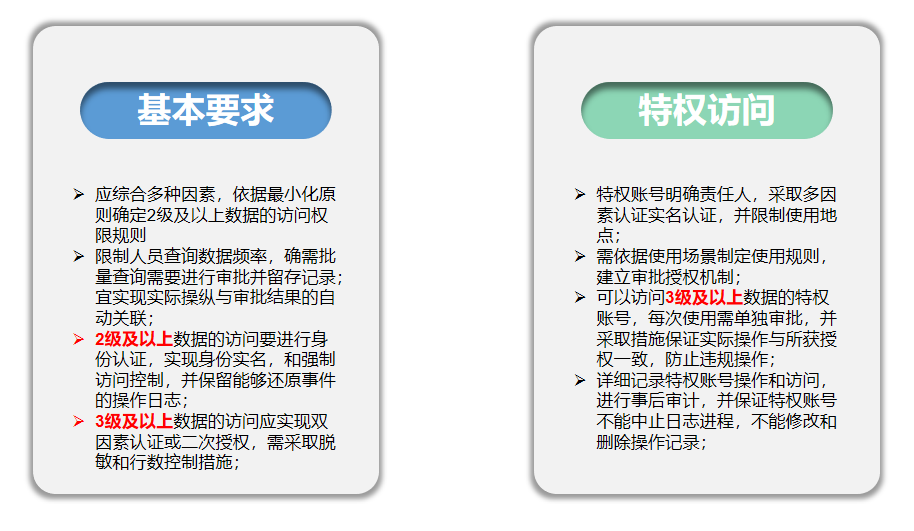 基本要求
➢ 应综合多种因素，依据最小化原
则确定2级及以上数据的访问权
限规则
➢ 限制人员查询数据频率，确需批
量查询需要进行审批并留存记录；
宜实现实际操纵与审批结果的自
动关联；
➢ 2级及以上数据的访问要进行身
份认证，实现身份实名，和强制
访问控制，并保留能够还原事件
的操作日志；
➢ 3级及以上数据的访问应实现双
因素认证或二次授权，需采取脱
敏和行数控制措施；
特权访问
➢ 特权账号明确责任人，采取多因
素认证实名认证，并限制使用地
点；
➢ 需依据使用场景制定使用规则，
建立审批授权机制；
➢ 可以访问3级及以上数据的特权
账号，每次使用需单独审批，并
采取措施保证实际操作与所获授
权一致，防止违规操作；
➢ 详细记录特权账号操作和访问，
进行事后审计，并保证特权账号
不能中止日志进程，不能修改和
删除操作记录；